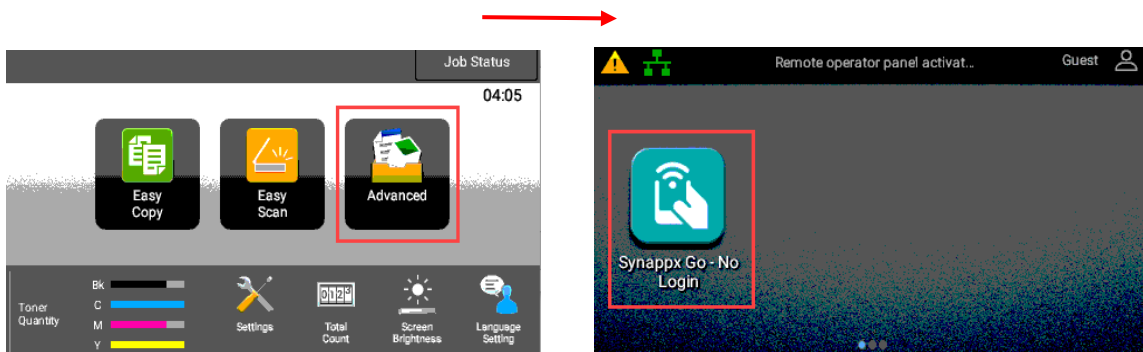 Job Status
04:05
Easy
Copy
Easy
Scan
Advanced
Toner
Quantity
Bk
C
M
Y
Settings
Total
Count
Screen
Brightness
Language
Setting
Remote operator panel activat...
Guest
Synappx Go - No
Login